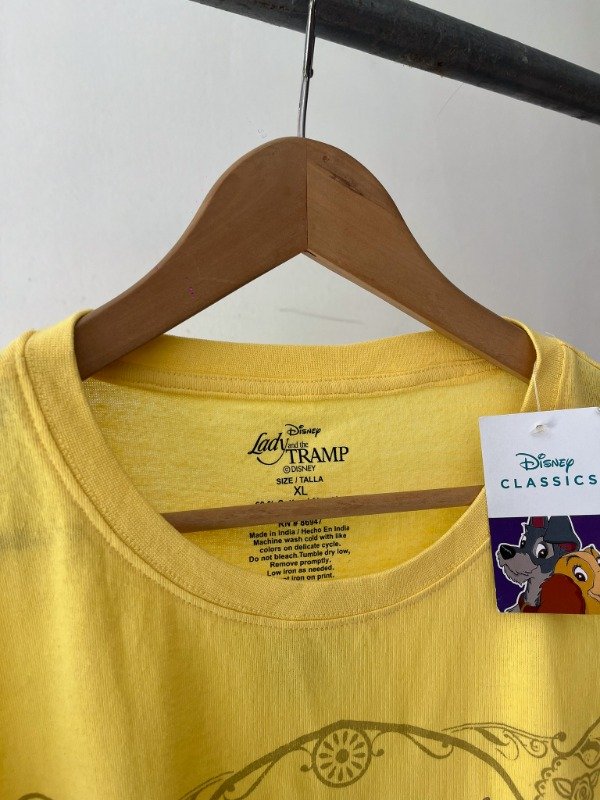 Disney
Lady and the
TRAMP
©DISNEY
SIZE / TALLA
XL
RN # 86947
Made in India / Hecho En India
Machine wash cold with like
colors on delicate cycle.
Do not bleach.Tumble dry low,
Remove promptly.
Low iron as needed.
iron on print.
Disney
CLASSICS